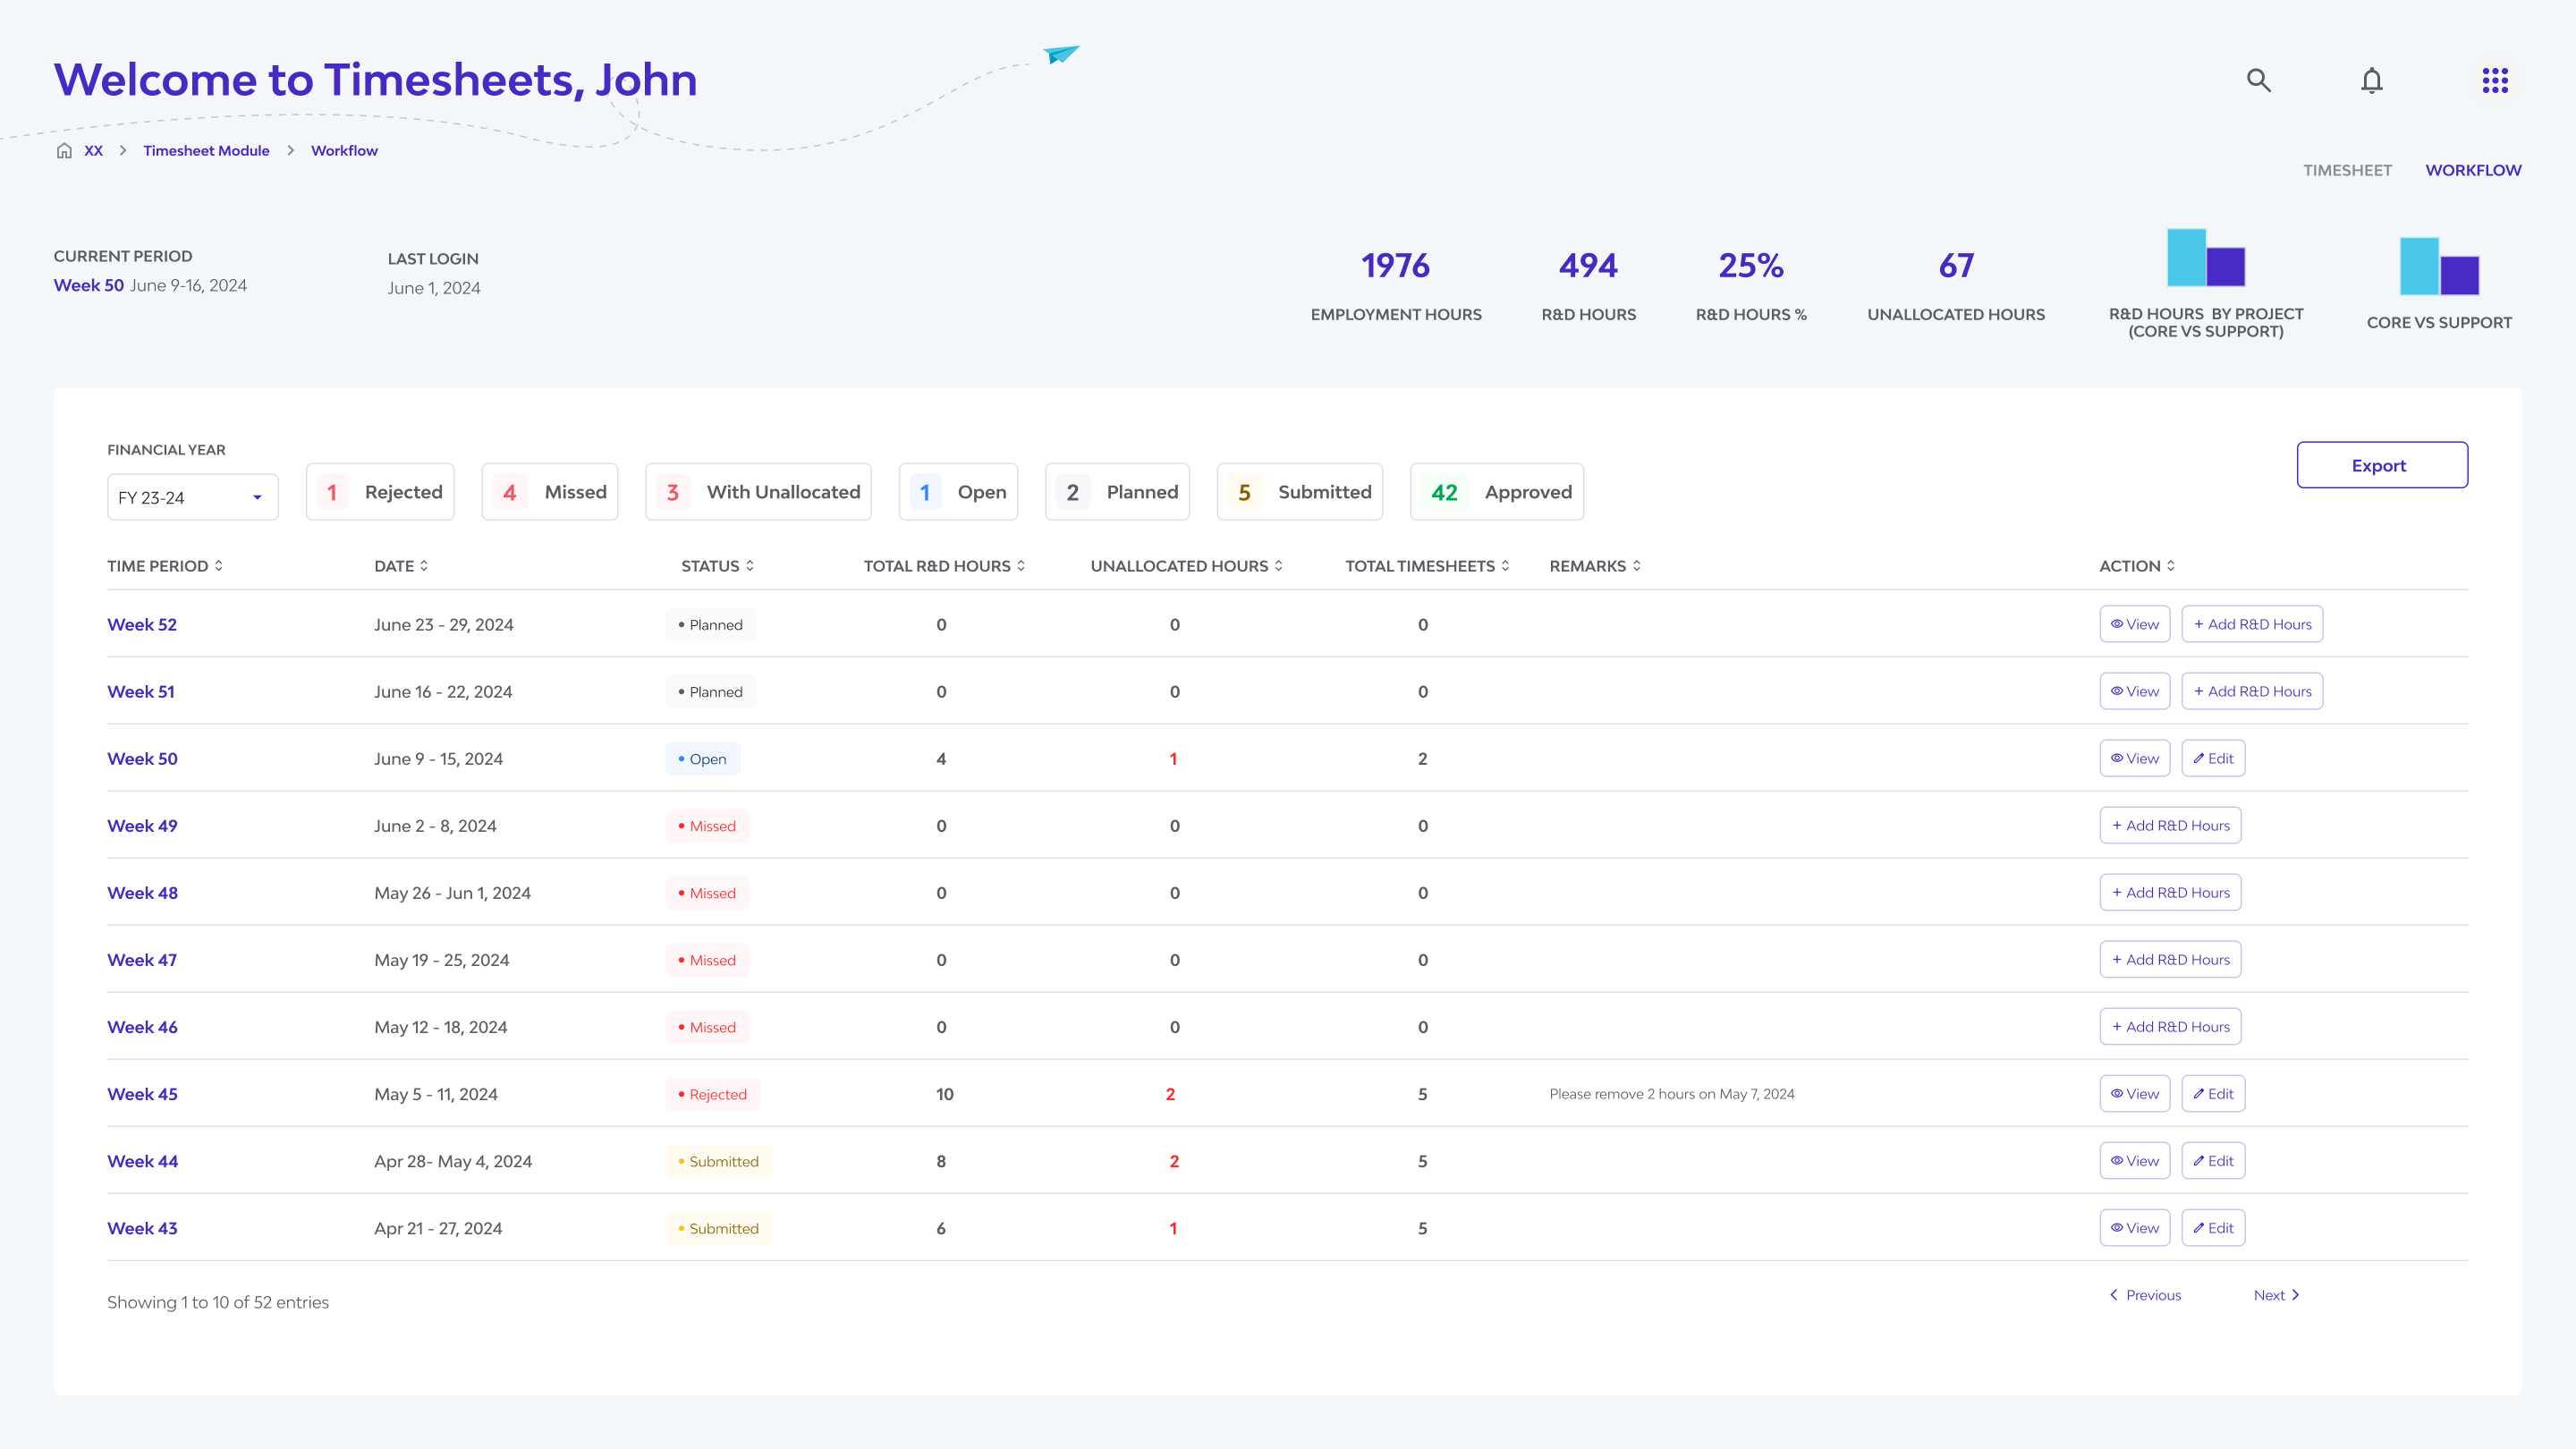 Welcome to Timesheets, John
XX > Timesheet Module > Workflow
TIMESHEET WORKFLOW
CURRENT PERIOD
Week 50 June 9-16, 2024
LAST LOGIN
June 1, 2024
1976
EMPLOYMENT HOURS
494
R&D HOURS
25%
R&D HOURS %
67
UNALLOCATED HOURS
R&D HOURS BY PROJECT
(CORE VS SUPPORT)
CORE VS SUPPORT
FINANCIAL YEAR
FY 23-24
1 Rejected
4 Missed
3 With Unallocated
1 Open
2 Planned
5 Submitted
42 Approved
Export
TIME PERIOD DATE STATUS TOTAL R&D HOURS UNALLOCATED HOURS TOTAL TIMESHEETS REMARKS ACTION
Week 52 June 23 - 29, 2024 Planned 0 0 0 View + Add R&D Hours
Week 51 June 16 - 22, 2024 Planned 0 0 0 View + Add R&D Hours
Week 50 June 9 - 15, 2024 Open 4 1 2 View Edit
Week 49 June 2 - 8, 2024 Missed 0 0 0 + Add R&D Hours
Week 48 May 26 - Jun 1, 2024 Missed 0 0 0 + Add R&D Hours
Week 47 May 19 - 25, 2024 Missed 0 0 0 + Add R&D Hours
Week 46 May 12 - 18, 2024 Missed 0 0 0 + Add R&D Hours
Week 45 May 5 - 11, 2024 Rejected 10 2 5 Please remove 2 hours on May 7, 2024 View Edit
Week 44 Apr 28- May 4, 2024 Submitted 8 2 5 View Edit
Week 43 Apr 21 - 27, 2024 Submitted 6 1 5 View Edit
Showing 1 to 10 of 52 entries
Previous Next